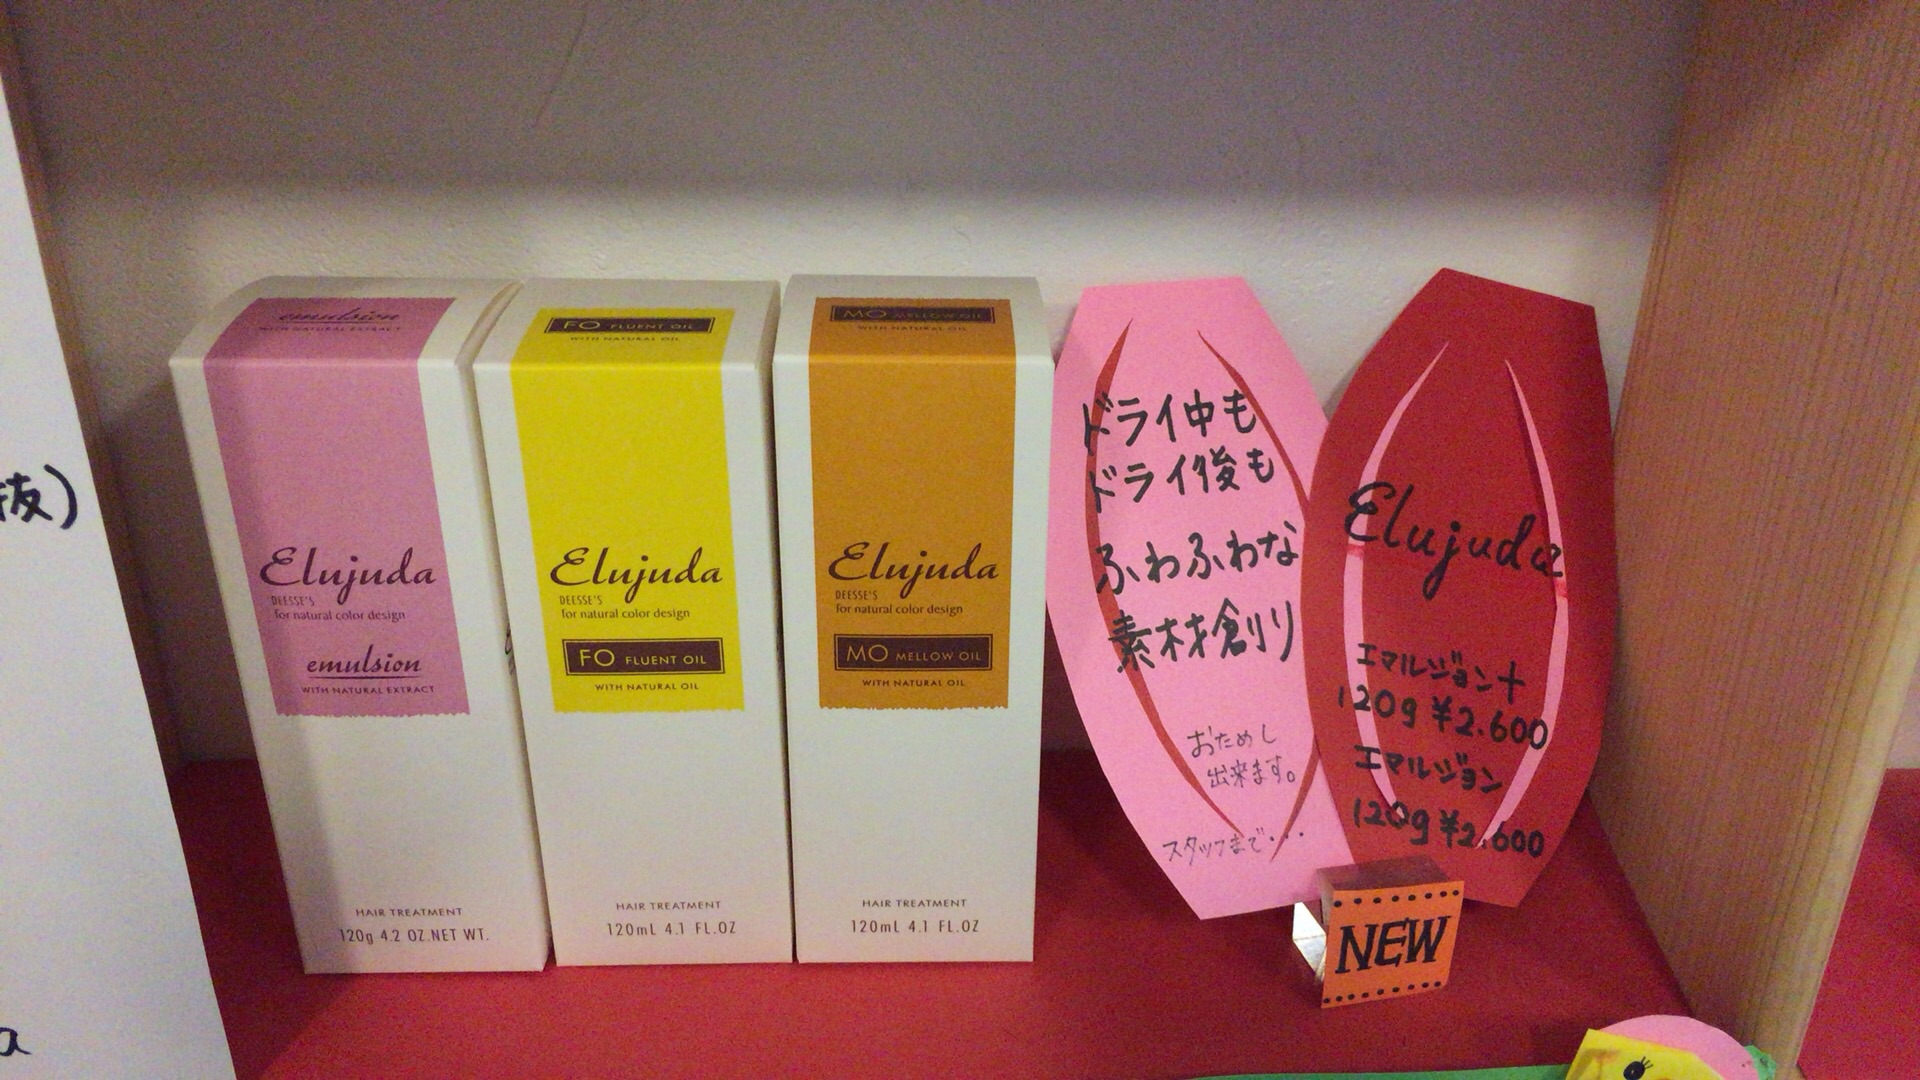 抜)
a
emulsion
WITH NATURAL EXTRACT
Elujuda
DEESSE'S
for natural color design
emulsion
WITH NATURAL EXTRACT
HAIR TREATMENT
120g 4.2 OZ.NET WT.
FO FLUENT OIL
WITH NATURAL OIL
Elujuda
DEESSE'S
for natural color design
FO FLUENT OIL
WITH NATURAL OIL
HAIR TREATMENT
120mL 4.1 FL.OZ
MO MELLOW OIL
WITH NATURAL OIL
Elujuda
DEESSE'S
for natural color design
MO MELLOW OIL
WITH NATURAL OIL
HAIR TREATMENT
120mL 4.1 FL.OZ
ドライ中も
ドライ後も
ふわふわな
素材創り
おためし
出来ます。
スタッフまで・・・
Elujuda
エマルジョン+
120g ¥2.600
エマルジョン
120g ¥2.600
NEW